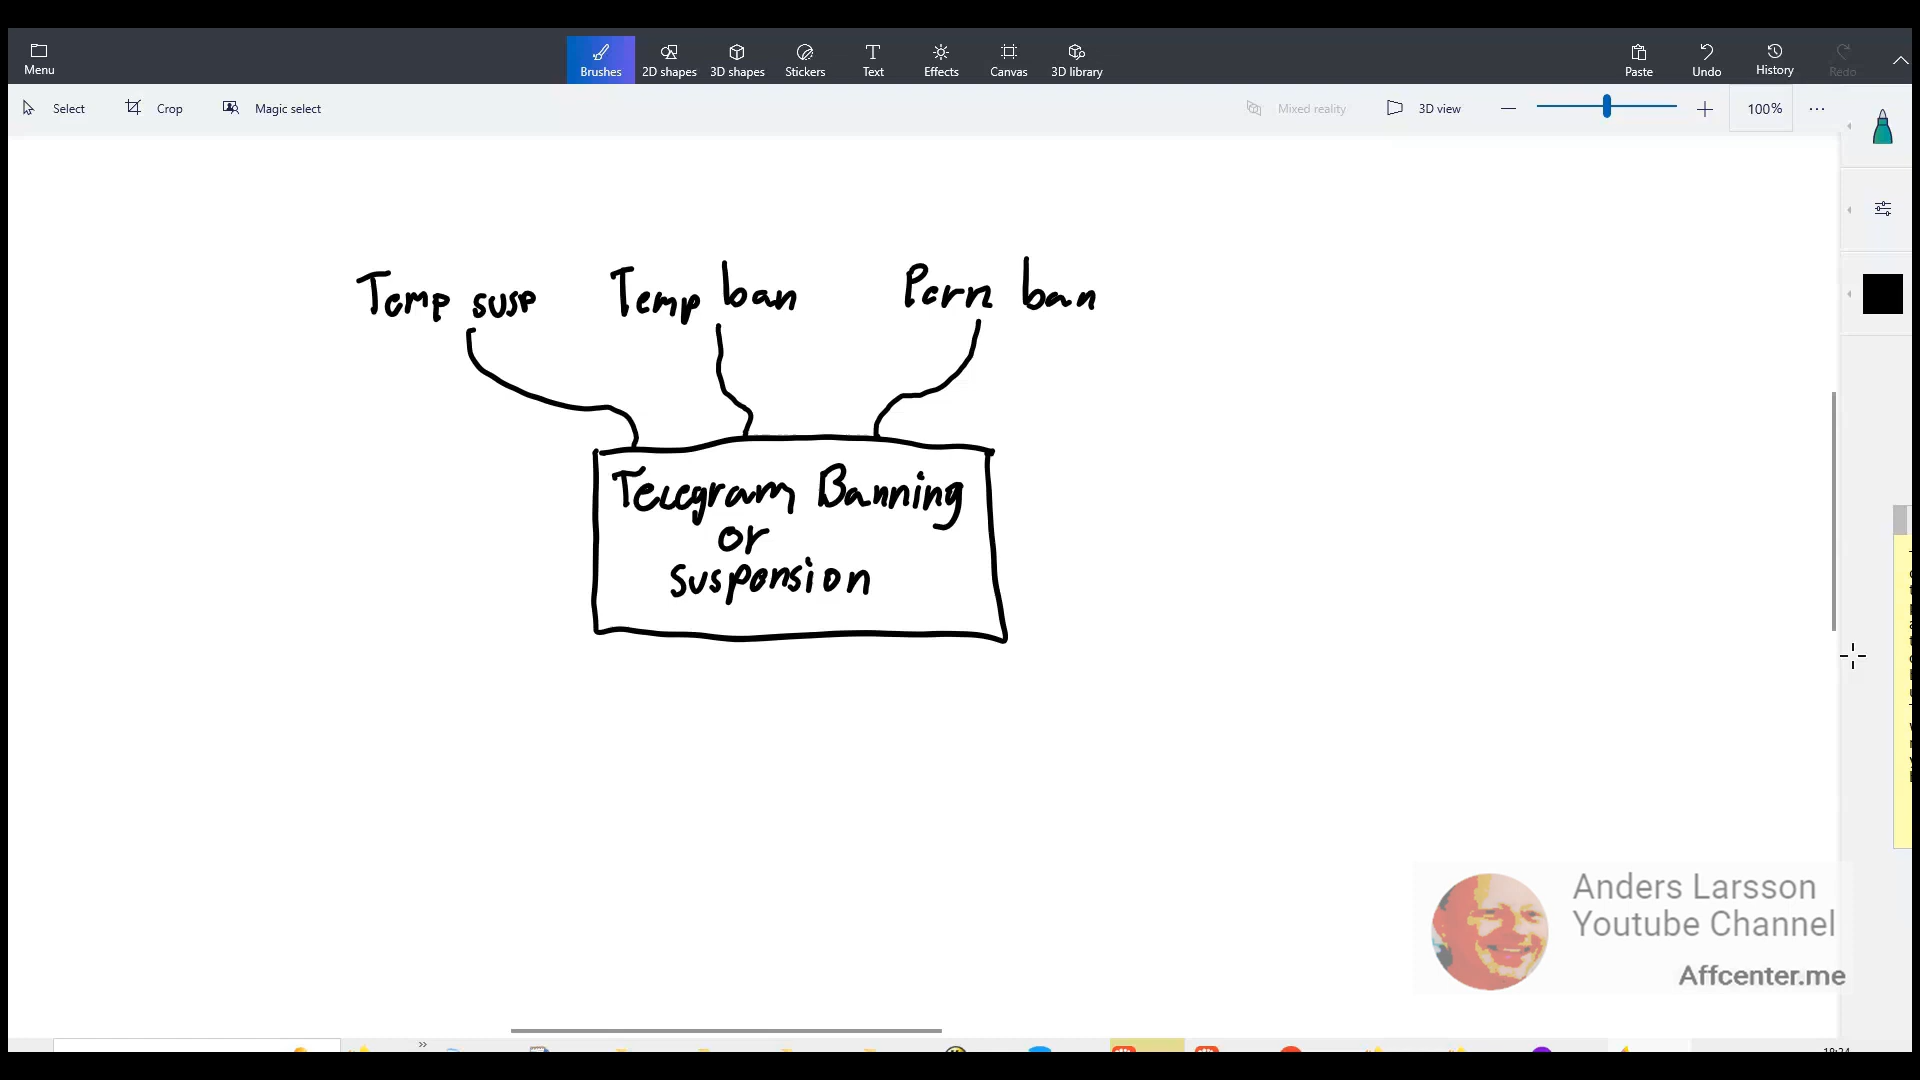 Menu
Brushes
2D shapes
3D shapes
Stickers
Text
Effects
Canvas
3D library
Paste
Undo
History
Redo
Select
Crop
Magic select
Mixed reality
3D view
100%
Temp susp
Temp ban
Perm ban
Telegram Banning
or
suspension
Anders Larsson
Youtube Channel
Affcenter.me